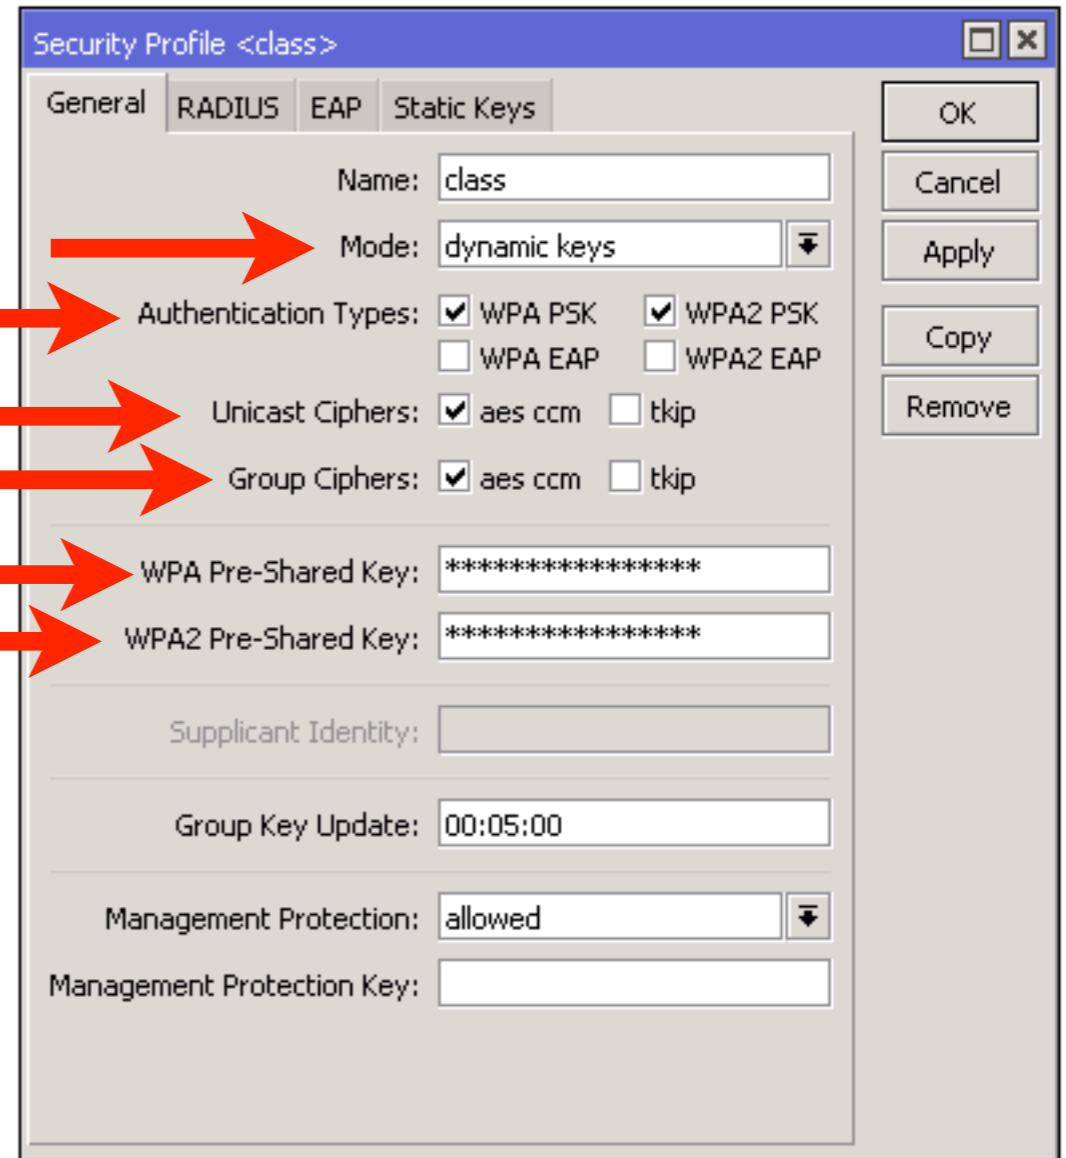 Security Profile <class>
General RADIUS EAP Static Keys
OK
Name: class
Cancel
Mode: dynamic keys
Apply
Authentication Types: WPA PSK WPA2 PSK
WPA EAP WPA2 EAP
Copy
Unicast Ciphers: aes ccm tkip
Remove
Group Ciphers: aes ccm tkip
WPA Pre-Shared Key: ****************
WPA2 Pre-Shared Key: ****************
Supplicant Identity:
Group Key Update: 00:05:00
Management Protection: allowed
Management Protection Key: